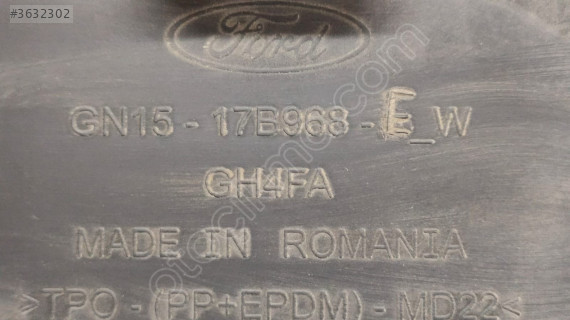 #3632302
Ford
GN15 - 17B968 - E_W
GH4FA
MADE IN ROMANIA
>TPO - (PP+EPDM) - MD22<